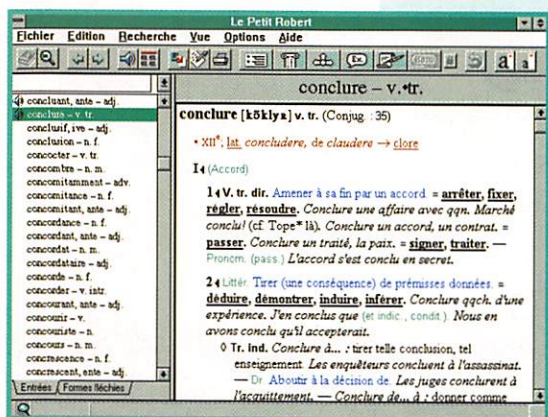 Le Petit Robert
Fichier Edition Recherche Vue Options Aide
conclure – v. tr.
concluant, ante – adj.
conclure – v. tr.
conclusif, ive – adj.
conclusion – n. f.
concocter – v. tr.
concombre – n. m.
concomitamment – adv.
concomitance – n. f.
concomitant, ante – adj.
concordance – n. f.
concordant, ante – adj.
concordat – n. m.
concordataire – adj.
concorde – n. f.
concorder – v. intr.
concourant, ante – adj.
concourir – v.
concouriste – n.
concours – n. m.
concrescence – n. f.
concrescent, ente – adj.
Entrées Formes fléchies
conclure [kɔ̃klyʀ] v. tr. (Conjug. : 35)
• XIIe; lat. concludere, de claudere → clore
I (Accord)
1 V. tr. dir. Amener à sa fin par un accord. = arrêter, fixer,
régler, résoudre. Conclure une affaire avec qqn. Marché
conclu! (cf. Tope* là). Conclure un accord, un contrat. =
passer. Conclure un traité, la paix. = signer, traiter. —
Pronom. (pass.) L'accord s'est conclu en secret.
2 Littér. Tirer (une conséquence) de prémisses données. =
déduire, démontrer, induire, inférer. Conclure qqch. d'une
expérience. J'en conclus que (et indic., condit.). Nous en
avons conclu qu'il accepterait.
◊ Tr. ind. Conclure à... : tirer telle conclusion, tel
enseignement. Les enquêteurs concluent à l'assassinat.
— Dr. Aboutir à la décision de. Les juges conclurent à
l'acquittement. — Conclure de... à : donner comme